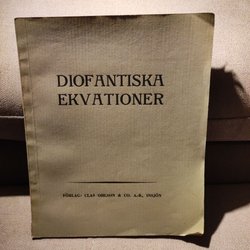 DIOFANTISKA
EKVATIONER
FÖRLAG: CLAS OHLSON & CO. A.-B., INSJÖN